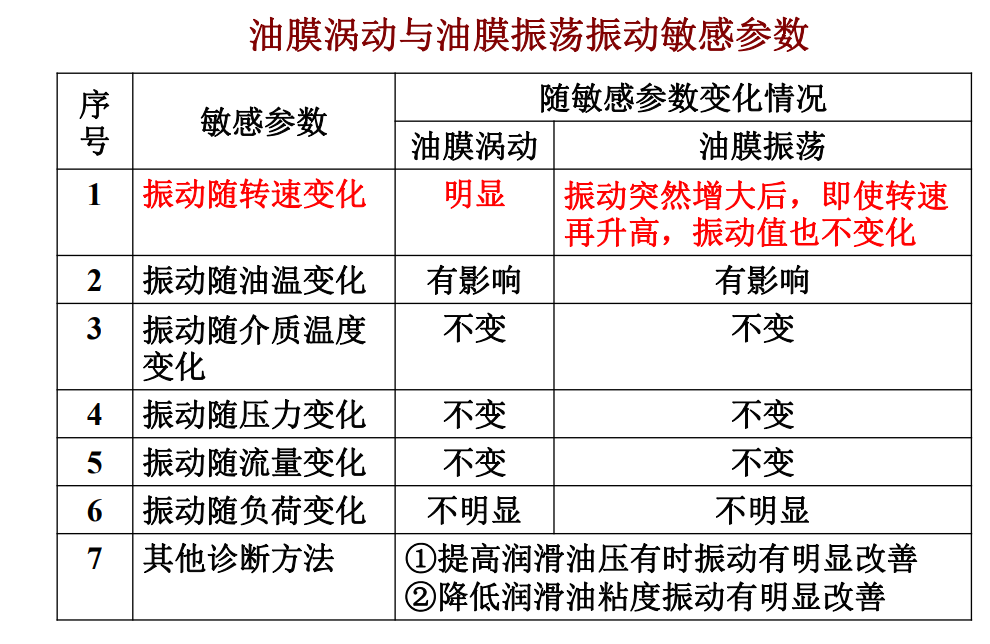 油膜涡动与油膜振荡振动敏感参数
序号 敏感参数 随敏感参数变化情况
油膜涡动 油膜振荡
1 振动随转速变化 明显 振动突然增大后，即使转速
再升高，振动值也不变化
2 振动随油温变化 有影响 有影响
3 振动随介质温度 不变 不变
变化
4 振动随压力变化 不变 不变
5 振动随流量变化 不变 不变
6 振动随负荷变化 不明显 不明显
7 其他诊断方法 ①提高润滑油压有时振动有明显改善
②降低润滑油粘度振动有明显改善